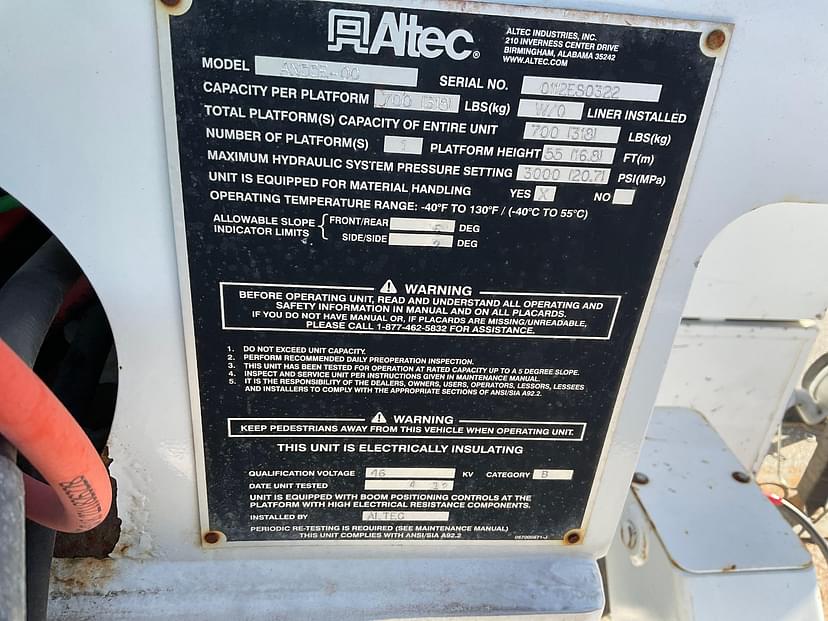 Altec®
ALTEC INDUSTRIES, INC.
210 INVERNESS CENTER DRIVE
BIRMINGHAM, ALABAMA 35242
WWW.ALTEC.COM
MODEL SERIAL NO. 0112ES0322
CAPACITY PER PLATFORM 700 (318) LBS(kg) W/O LINER INSTALLED
TOTAL PLATFORM(S) CAPACITY OF ENTIRE UNIT 700 (318) LBS(kg)
NUMBER OF PLATFORM(S) 1 PLATFORM HEIGHT 55 (16.8) FT(m)
MAXIMUM HYDRAULIC SYSTEM PRESSURE SETTING 3000 (20.7) PSI(MPa)
UNIT IS EQUIPPED FOR MATERIAL HANDLING YES X NO
OPERATING TEMPERATURE RANGE: -40°F TO 130°F / (-40°C TO 55°C)
ALLOWABLE SLOPE INDICATOR LIMITS { FRONT/REAR 5 DEG
SIDE/SIDE DEG
WARNING
BEFORE OPERATING UNIT, READ AND UNDERSTAND ALL OPERATING AND
SAFETY INFORMATION IN MANUAL AND ON ALL PLACARDS.
IF YOU DO NOT HAVE MANUAL OR, IF PLACARDS ARE MISSING/UNREADABLE,
PLEASE CALL 1-877-462-5832 FOR ASSISTANCE.
1. DO NOT EXCEED UNIT CAPACITY.
2. PERFORM RECOMMENDED DAILY PREOPERATION INSPECTION.
3. THIS UNIT HAS BEEN TESTED FOR OPERATION AT RATED CAPACITY UP TO A 5 DEGREE SLOPE.
4. INSPECT AND SERVICE UNIT PER INSTRUCTIONS GIVEN IN MAINTENANCE MANUAL.
5. IT IS THE RESPONSIBILITY OF THE DEALERS, OWNERS, USERS, OPERATORS, LESSORS, LESSEES
AND INSTALLERS TO COMPLY WITH THE APPROPRIATE SECTIONS OF ANSI/SIA A92.2.
WARNING
KEEP PEDESTRIANS AWAY FROM THIS VEHICLE WHEN OPERATING UNIT.
THIS UNIT IS ELECTRICALLY INSULATING
QUALIFICATION VOLTAGE 46 KV CATEGORY B
DATE UNIT TESTED 4
UNIT IS EQUIPPED WITH BOOM POSITIONING CONTROLS AT THE
PLATFORM WITH HIGH ELECTRICAL RESISTANCE COMPONENTS.
INSTALLED BY ALTEC
PERIODIC RE-TESTING IS REQUIRED (SEE MAINTENANCE MANUAL)
THIS UNIT COMPLIES WITH ANSI/SIA A92.2